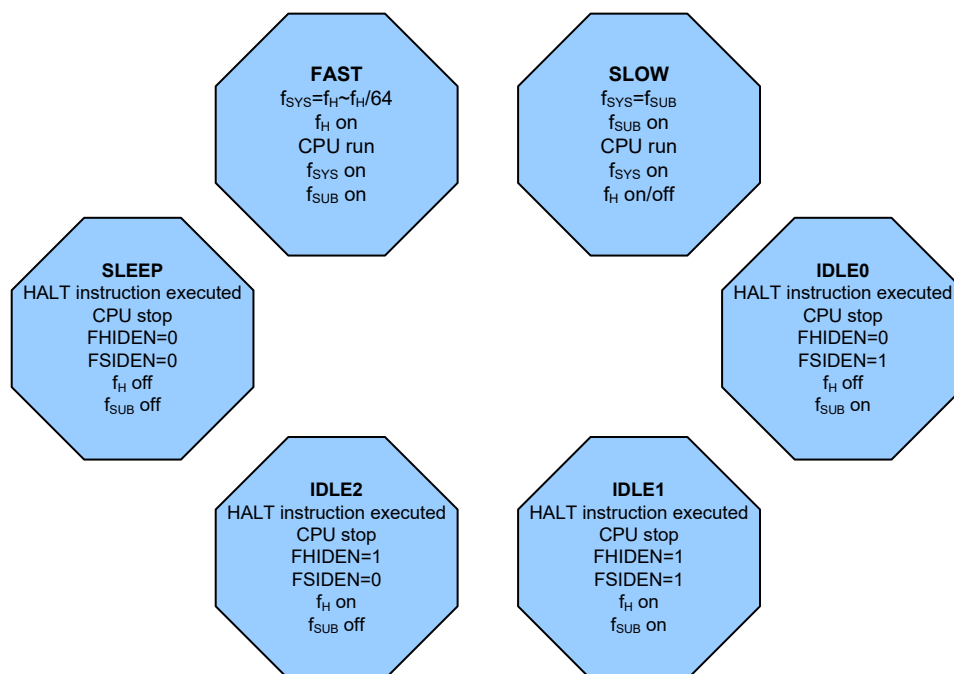 FAST
fSYS=fH~fH/64
fH on
CPU run
fSYS on
fSUB on
SLOW
fSYS=fSUB
fSUB on
CPU run
fSYS on
fH on/off
SLEEP
HALT instruction executed
CPU stop
FHIDEN=0
FSIDEN=0
fH off
fSUB off
IDLE0
HALT instruction executed
CPU stop
FHIDEN=0
FSIDEN=1
fH off
fSUB on
IDLE2
HALT instruction executed
CPU stop
FHIDEN=1
FSIDEN=0
fH on
fSUB off
IDLE1
HALT instruction executed
CPU stop
FHIDEN=1
FSIDEN=1
fH on
fSUB on